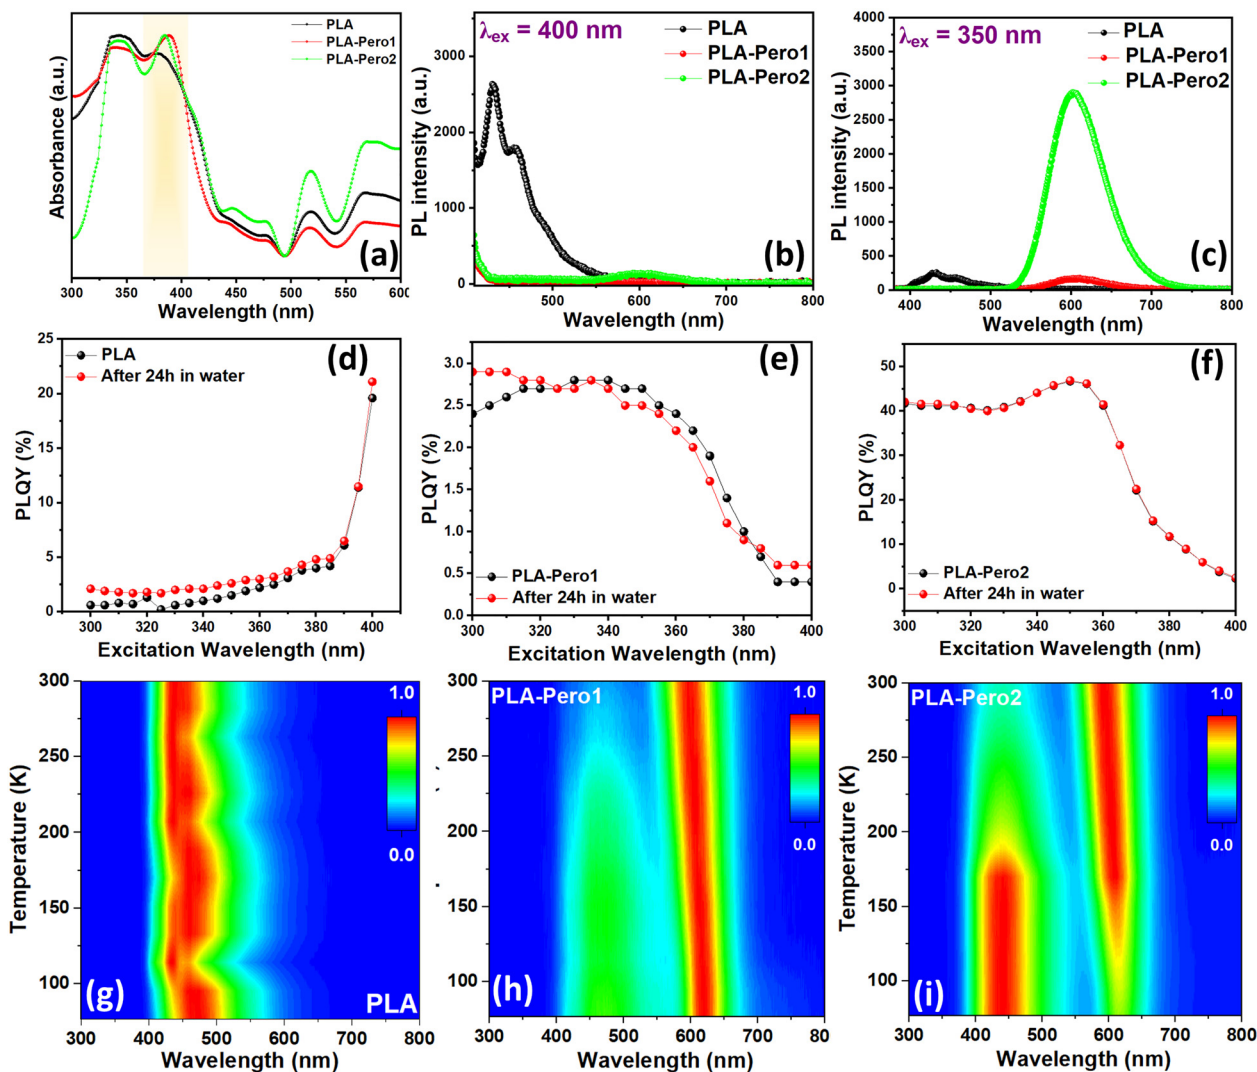 PLA
PLA-Pero1
PLA-Pero2
Absorbance (a.u.)
(a)
300 350 400 450 500 550 600
Wavelength (nm)
λex = 400 nm
PLA
PLA-Pero1
PLA-Pero2
PL intensity (a.u.)
3000
2000
1000
0
(b)
500 600 700 800
Wavelength (nm)
λex = 350 nm
PLA
PLA-Pero1
PLA-Pero2
PL intensity (a.u.)
4000
3500
3000
2500
2000
1500
1000
500
0
(c)
400 500 600 700 800
Wavelength (nm)
PLA
After 24h in water
(d)
PLQY (%)
25
20
15
10
5
0
300 320 340 360 380 400
Excitation Wavelength (nm)
(e)
PLQY (%)
3.0
2.5
2.0
1.5
1.0
0.5
0.0
PLA-Pero1
After 24h in water
300 320 340 360 380 400
Excitation Wavelength (nm)
(f)
PLQY (%)
50
40
30
20
10
0
PLA-Pero2
After 24h in water
300 320 340 360 380 400
Excitation Wavelength (nm)
Temperature (K)
300
250
200
150
100
1.0
0.0
(g)
PLA
300 400 500 600 700 800
Wavelength (nm)
PLA-Pero1
300
250
200
150
100
1.0
0.0
(h)
300 400 500 600 700 800
Wavelength (nm)
PLA-Pero2
Temperature (K)
300
250
200
150
100
1.0
0.0
(i)
300 400 500 600 700 800
Wavelength (nm)